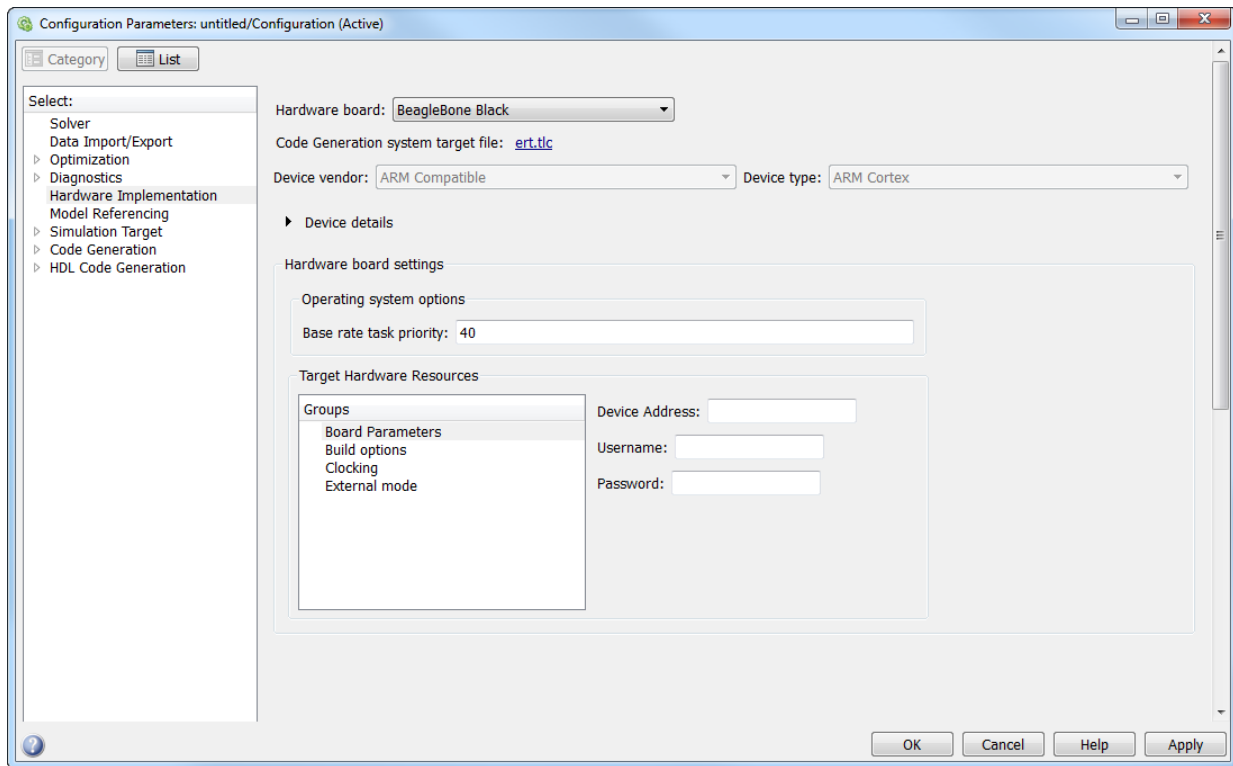 Configuration Parameters: untitled/Configuration (Active)
Category
List
Select:
Solver
Data Import/Export
Optimization
Diagnostics
Hardware Implementation
Model Referencing
Simulation Target
Code Generation
HDL Code Generation
Hardware board: BeagleBone Black
Code Generation system target file: ert.tlc
Device vendor: ARM Compatible Device type: ARM Cortex
Device details
Hardware board settings
Operating system options
Base rate task priority: 40
Target Hardware Resources
Groups
Board Parameters
Build options
Clocking
External mode
Device Address:
Username:
Password:
OK Cancel Help Apply